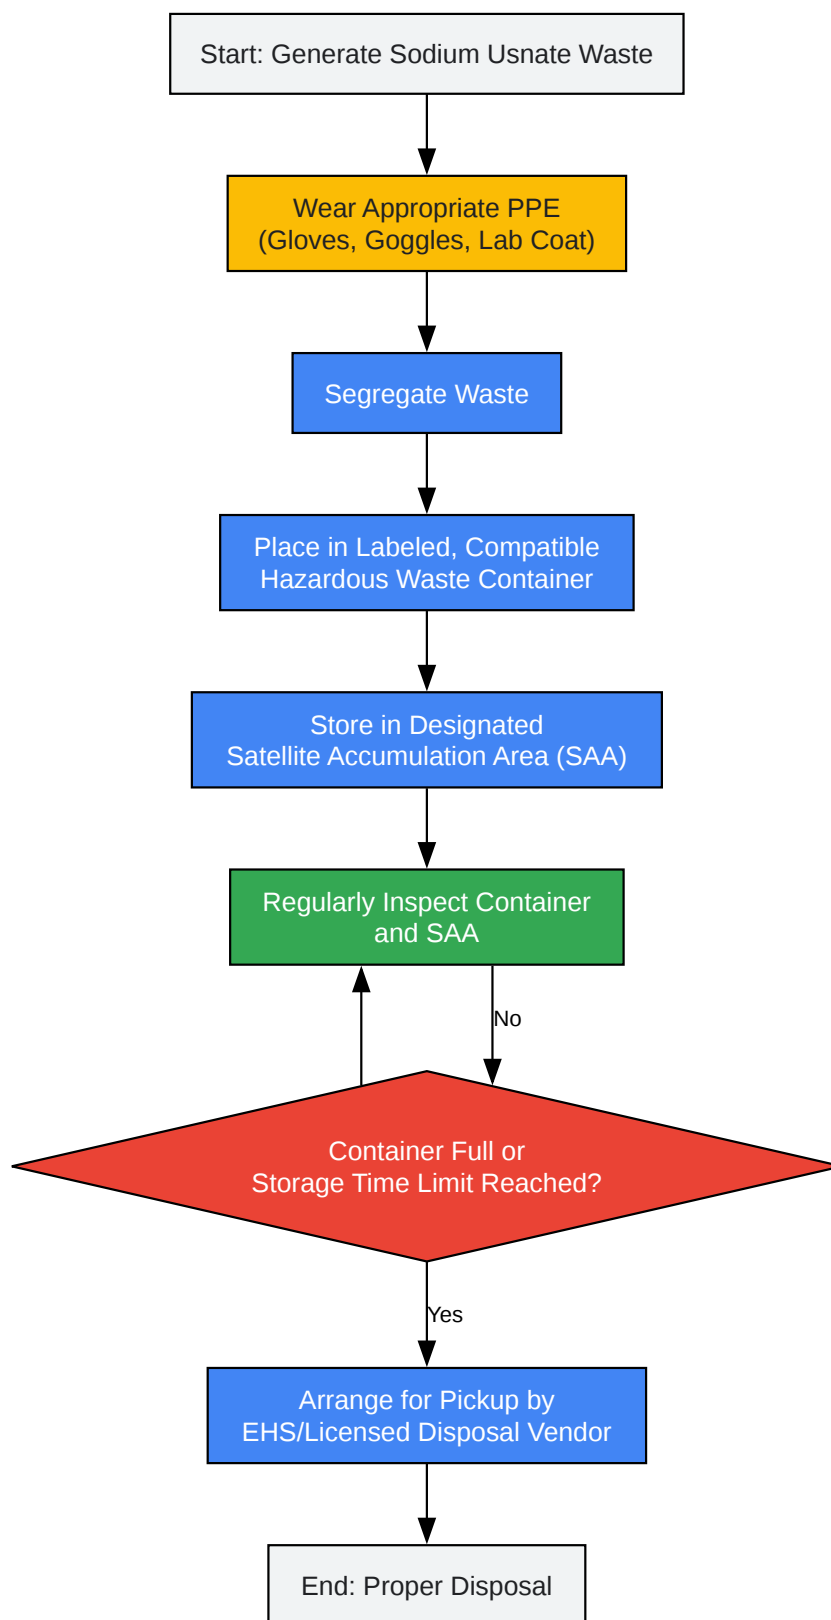 Start: Generate Sodium Usnate Waste
Wear Appropriate PPE
(Gloves, Goggles, Lab Coat)
Segregate Waste
Place in Labeled, Compatible
Hazardous Waste Container
Store in Designated
Satellite Accumulation Area (SAA)
Regularly Inspect Container
and SAA
No
Container Full or
Storage Time Limit Reached?
Yes
Arrange for Pickup by
EHS/Licensed Disposal Vendor
End: Proper Disposal